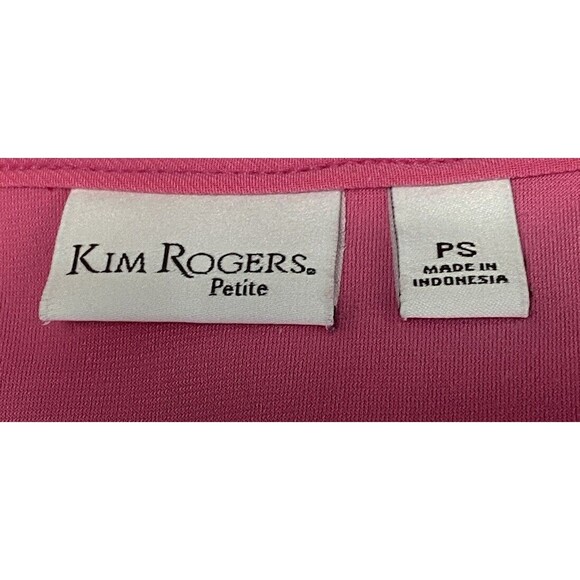 KIM ROGERS®
Petite
PS
MADE IN
INDONESIA